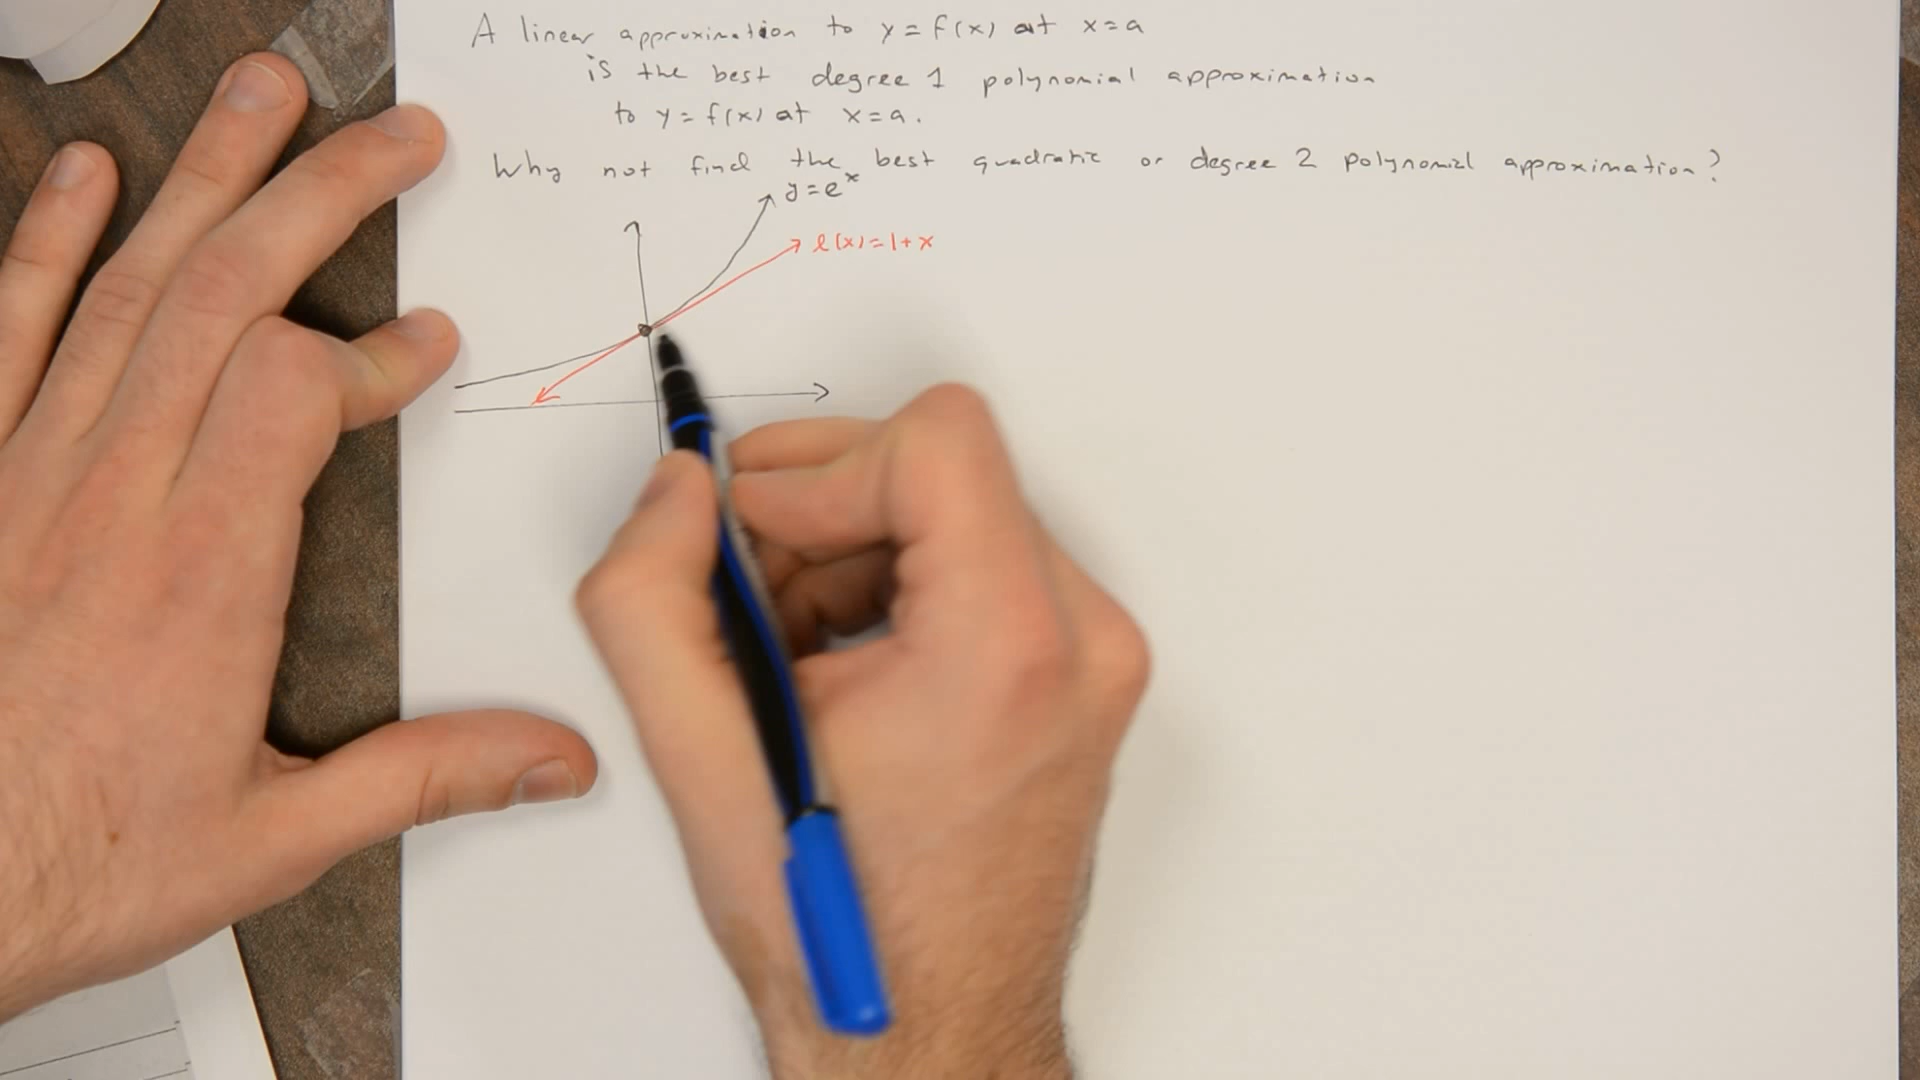 A linear approximation to y = f(x) at x = a
is the best degree 1 polynomial approximation
to y = f(x) at x = a.
Why not find the best quadratic or degree 2 polynomial approximation?
y = e^x
l(x) = 1 + x